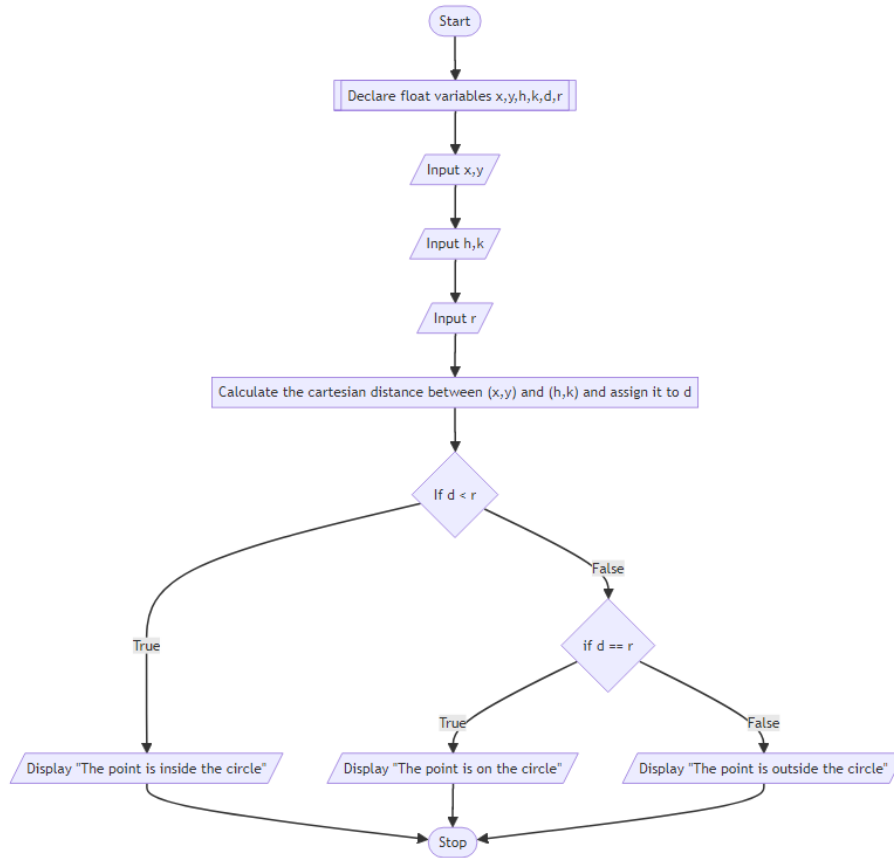 Start
Declare float variables x,y,h,k,d,r
Input x,y
Input h,k
Input r
Calculate the cartesian distance between (x,y) and (h,k) and assign it to d
If d < r
False
True
if d == r
True
False
Display "The point is inside the circle"
Display "The point is on the circle"
Display "The point is outside the circle"
Stop